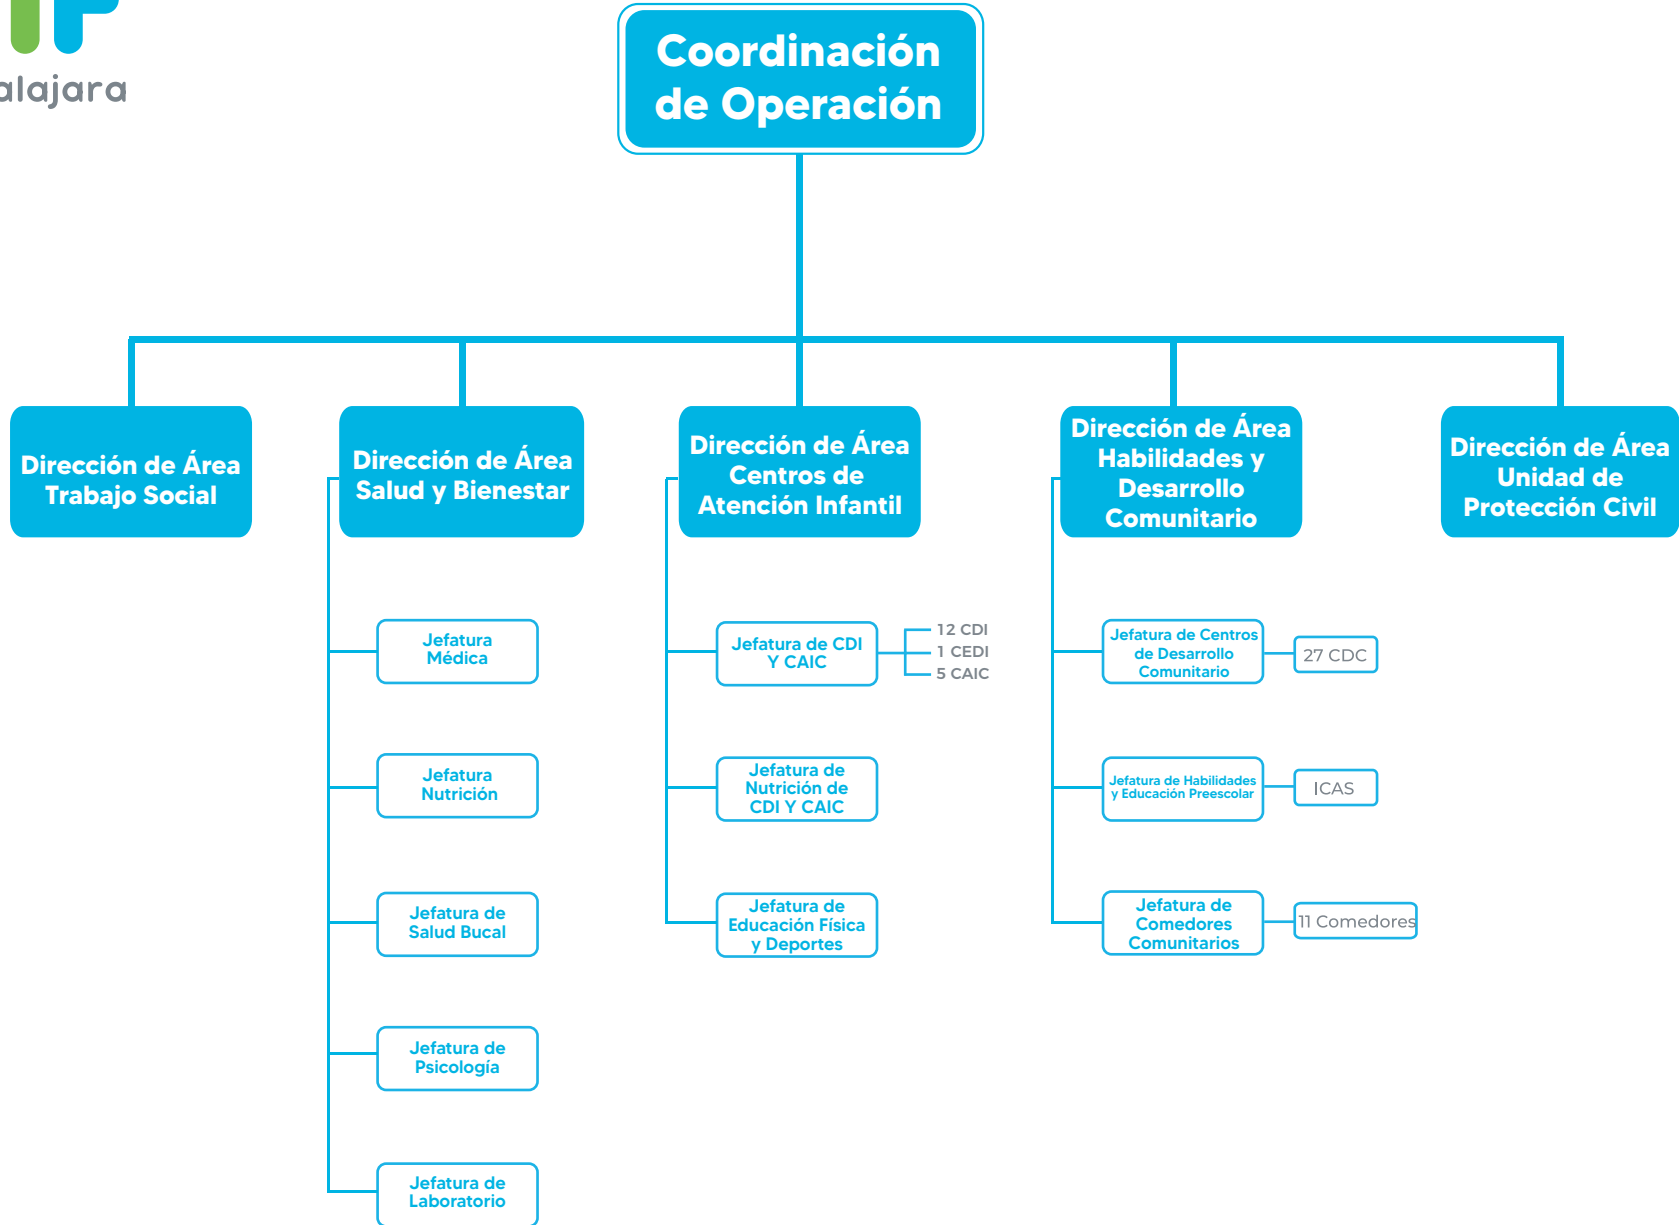 alajara
Coordinación
de Operación
Dirección de Área
Trabajo Social
Dirección de Área
Salud y Bienestar
Dirección de Área
Centros de
Atención Infantil
Dirección de Área
Habilidades y
Desarrollo
Comunitario
Dirección de Área
Unidad de
Protección Civil
Jefatura
Médica
Jefatura
Nutrición
Jefatura de
Salud Bucal
Jefatura de
Psicología
Jefatura de
Laboratorio
Jefatura de CDI
Y CAIC
12 CDI
1 CEDI
5 CAIC
Jefatura de
Nutrición de
CDI Y CAIC
Jefatura de
Educación Física
y Deportes
Jefatura de Centros
de Desarrollo
Comunitario
27 CDC
Jefatura de Habilidades
y Educación Preescolar
ICAS
Jefatura de
Comedores
Comunitarios
11 Comedores